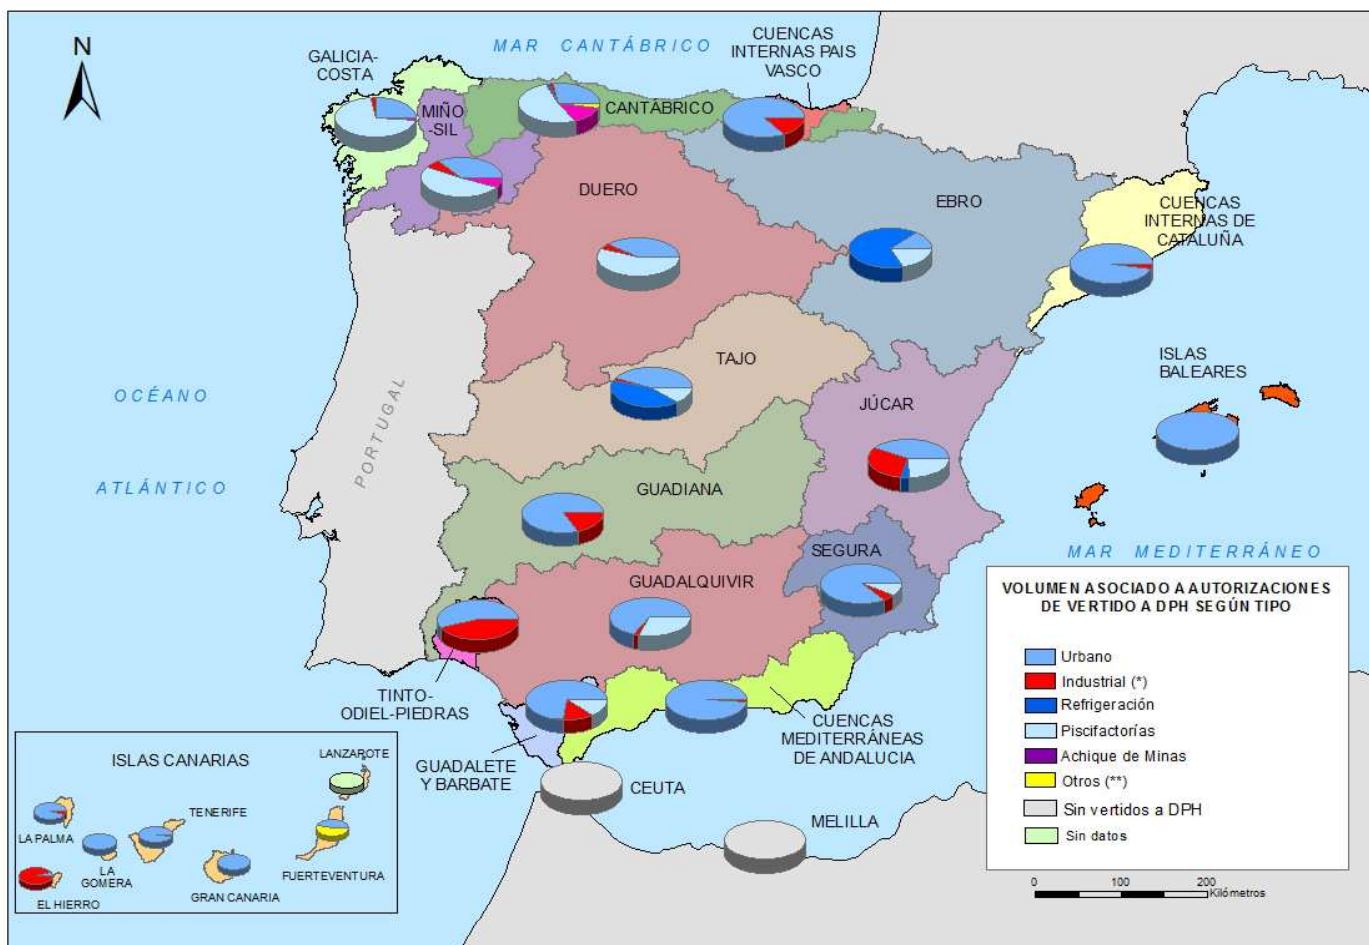 N
MAR CANTÁBRICO
CUENCAS
INTERNAS PAIS
VASCO
GALICIA-
COSTA
MIÑO
-SIL
CANTÁBRICO
DUERO
EBRO
CUENCAS
INTERNAS DE
CATALUÑA
TAJO
ISLAS
BALEARES
OCÉANO
ATLÁNTICO
PORTUGAL
JÚCAR
GUADIANA
SEGURA
MAR MEDITERRÁNEO
GUADALQUIVIR
TINTO-
ODIEL-PIEDRAS
GUADALETE
Y BARBATE
CUENCAS
MEDITERRÁNEAS
DE ANDALUCIA
CEUTA
MELILLA
ISLAS CANARIAS
LANZAROTE
TENERIFE
LA PALMA
LA
GOMERA
FUERTEVENTURA
GRAN CANARIA
EL HIERRO
VOLUMEN ASOCIADO A AUTORIZACIONES
DE VERTIDO A DPH SEGÚN TIPO
Urbano
Industrial (*)
Refrigeración
Piscifactorías
Achique de Minas
Otros (**)
Sin vertidos a DPH
Sin datos
0 100 200
Kilómetros